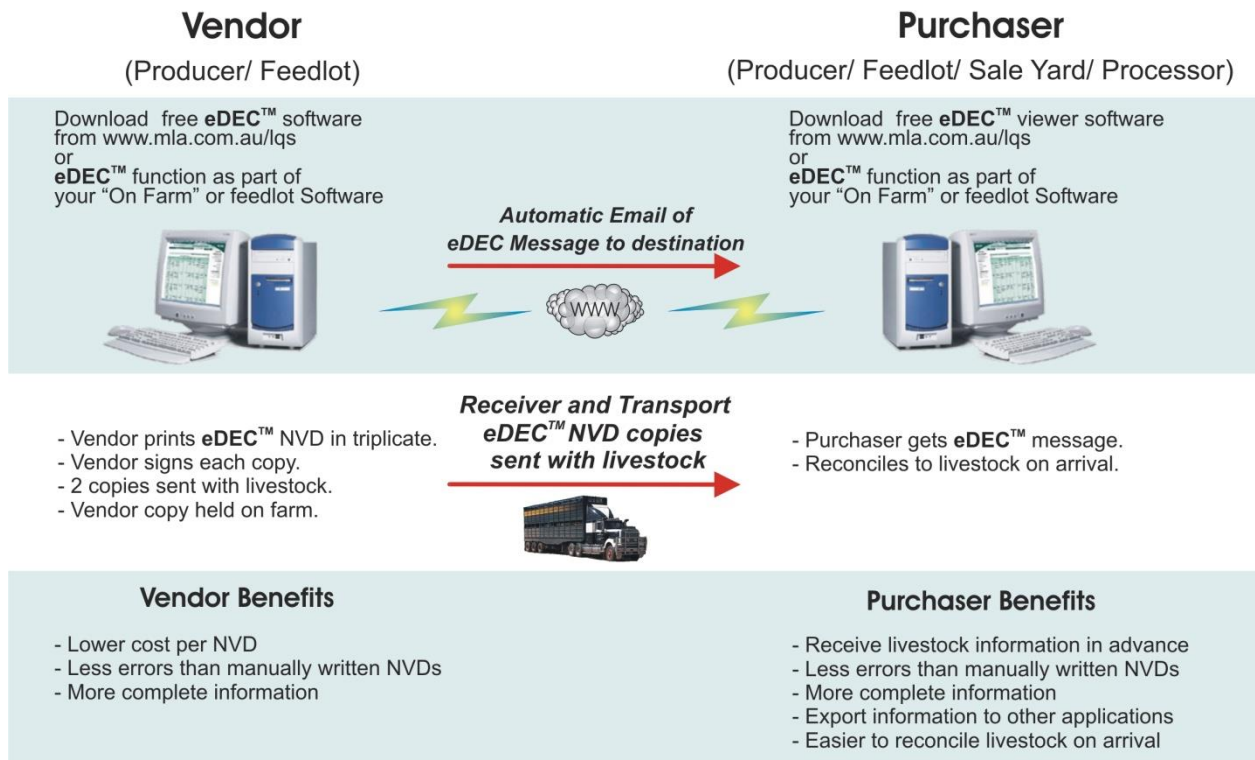 Vendor
(Producer/ Feedlot)
Purchaser
(Producer/ Feedlot/ Sale Yard/ Processor)
Download free eDEC™ software
from www.mla.com.au/lqs
or
eDEC™ function as part of
your “On Farm” or feedlot Software
Automatic Email of
eDEC Message to destination
WWW
Download free eDEC™ viewer software
from www.mla.com.au/lqs
or
eDEC™ function as part of
your “On Farm” or feedlot Software
- Vendor prints eDEC™ NVD in triplicate.
- Vendor signs each copy.
- 2 copies sent with livestock.
- Vendor copy held on farm.
Receiver and Transport
eDEC™ NVD copies
sent with livestock
- Purchaser gets eDEC™ message.
- Reconciles to livestock on arrival.
Vendor Benefits
- Lower cost per NVD
- Less errors than manually written NVDs
- More complete information
Purchaser Benefits
- Receive livestock information in advance
- Less errors than manually written NVDs
- More complete information
- Export information to other applications
- Easier to reconcile livestock on arrival